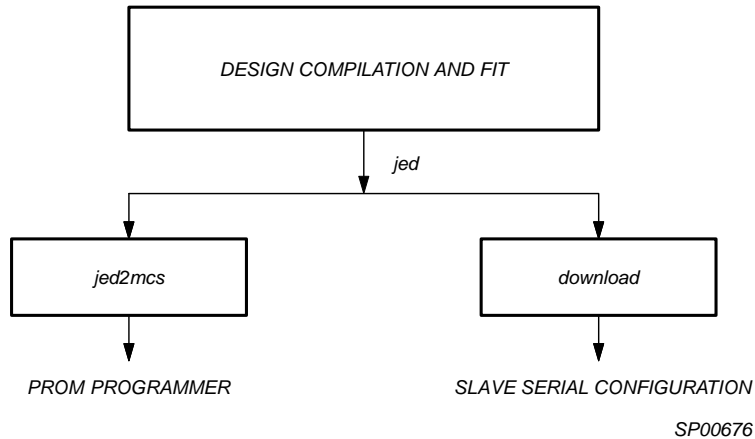 DESIGN COMPILATION AND FIT
jed
jed2mcs
download
PROM PROGRAMMER
SLAVE SERIAL CONFIGURATION
SP00676